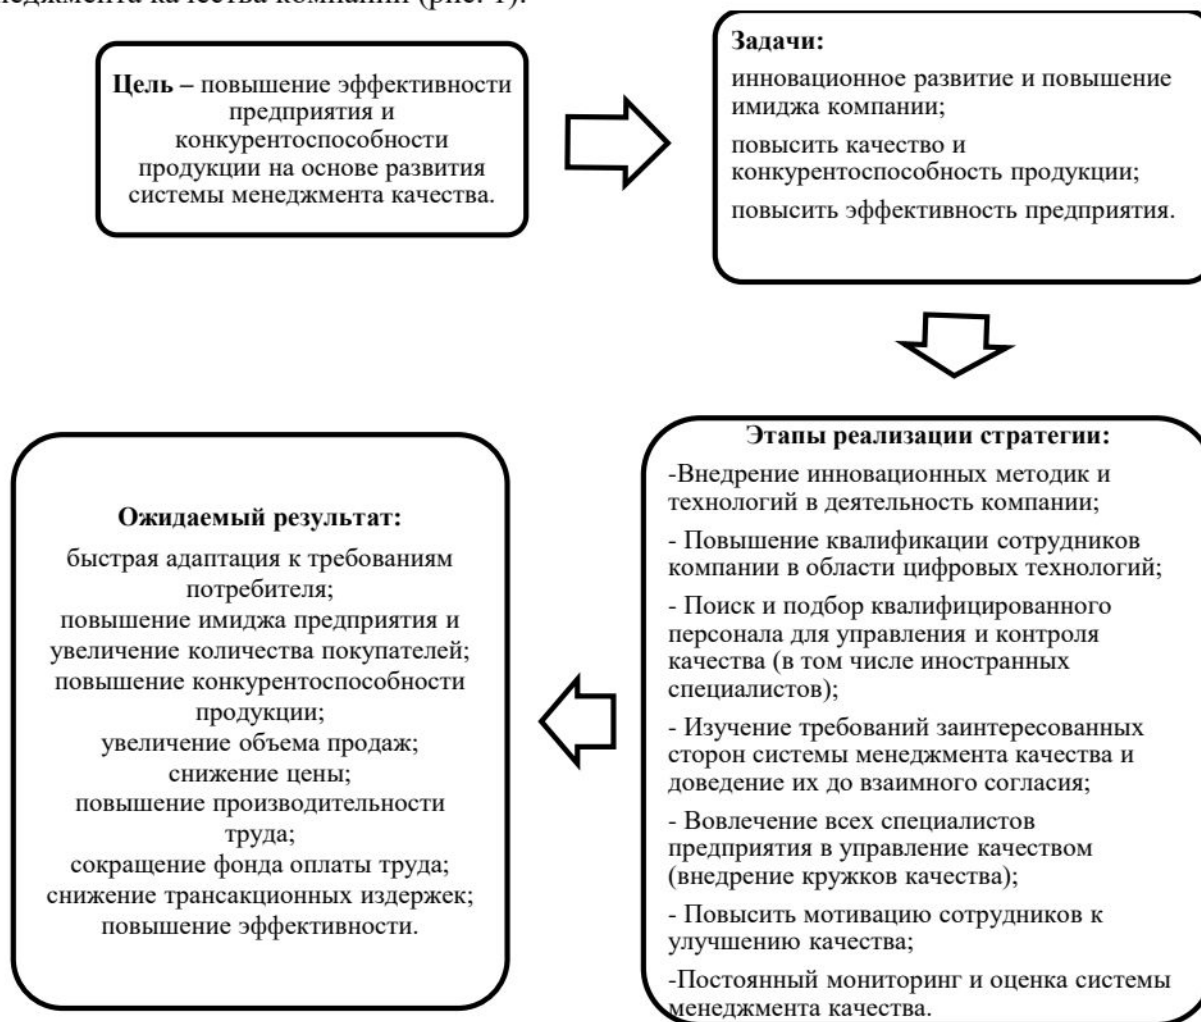 неджмента качества компании (рис. 1).
Цель – повышение эффективности
предприятия и
конкурентоспособности
продукции на основе развития
системы менеджмента качества.
Задачи:
инновационное развитие и повышение
имиджа компании;
повысить качество и
конкурентоспособность продукции;
повысить эффективность предприятия.
Этапы реализации стратегии:
-Внедрение инновационных методик и
технологий в деятельность компании;
- Повышение квалификации сотрудников
компании в области цифровых технологий;
- Поиск и подбор квалифицированного
персонала для управления и контроля
качества (в том числе иностранных
специалистов);
- Изучение требований заинтересованных
сторон системы менеджмента качества и
доведение их до взаимного согласия;
- Вовлечение всех специалистов
предприятия в управление качеством
(внедрение кружков качества);
- Повысить мотивацию сотрудников к
улучшению качества;
-Постоянный мониторинг и оценка системы
менеджмента качества.
Ожидаемый результат:
быстрая адаптация к требованиям
потребителя;
повышение имиджа предприятия и
увеличение количества покупателей;
повышение конкурентоспособности
продукции;
увеличение объема продаж;
снижение цены;
повышение производительности
труда;
сокращение фонда оплаты труда;
снижение трансакционных издержек;
повышение эффективности.